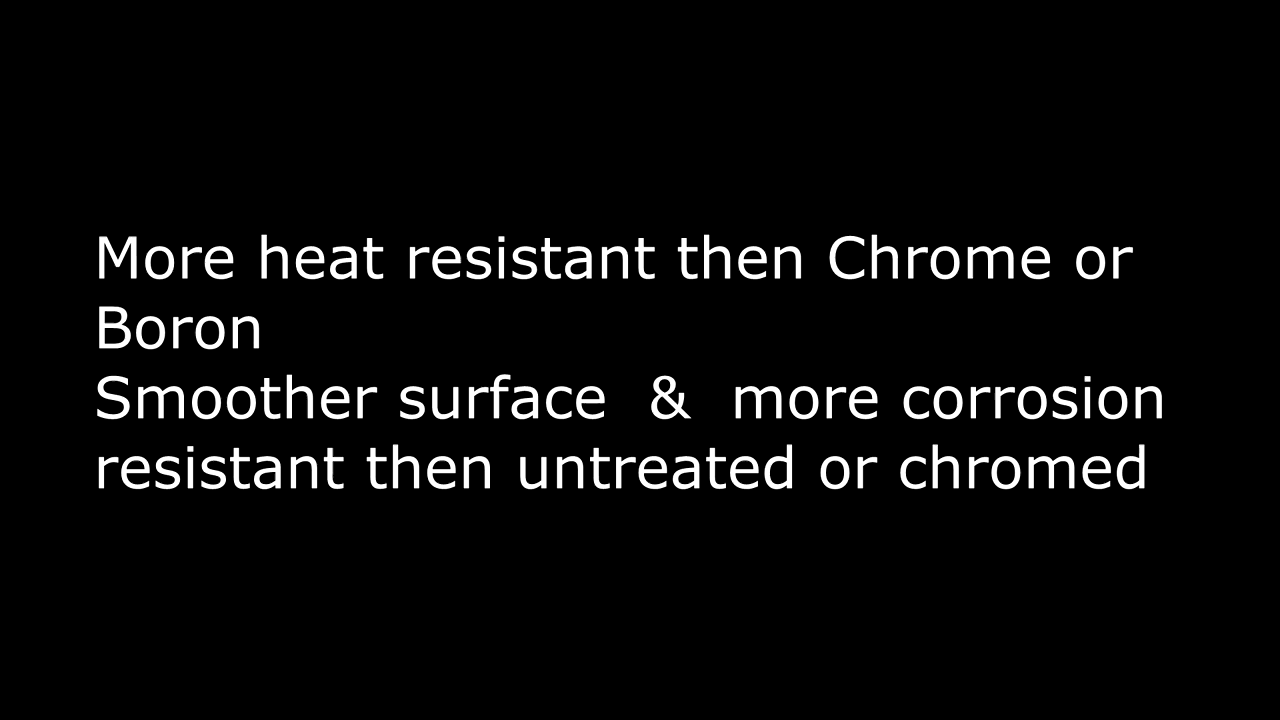 More heat resistant then Chrome or
Boron
Smoother surface  &  more corrosion
resistant then untreated or chromed